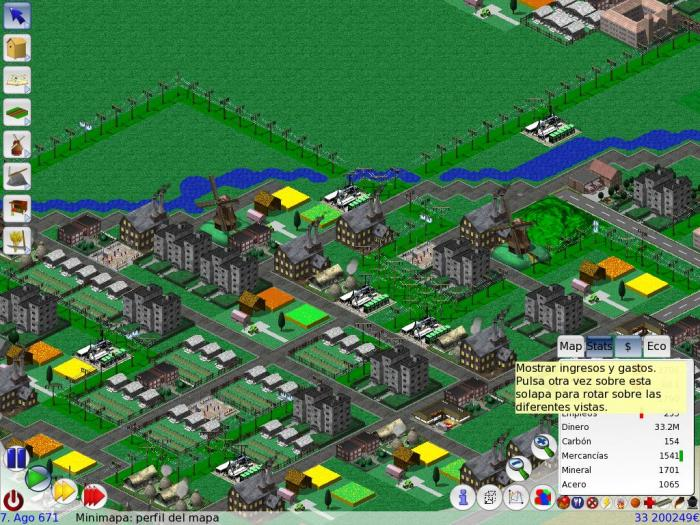 Map Stats $ Eco
Mostrar ingresos y gastos.
Pulsa otra vez sobre esta
solapa para rotar sobre las
diferentes vistas.
Empleos
Dinero 33.2M
Carbón 154
Mercancías 1541
Mineral 1701
Acero 1065
7. Ago 671 Minimapa: perfil del mapa 33 200249€